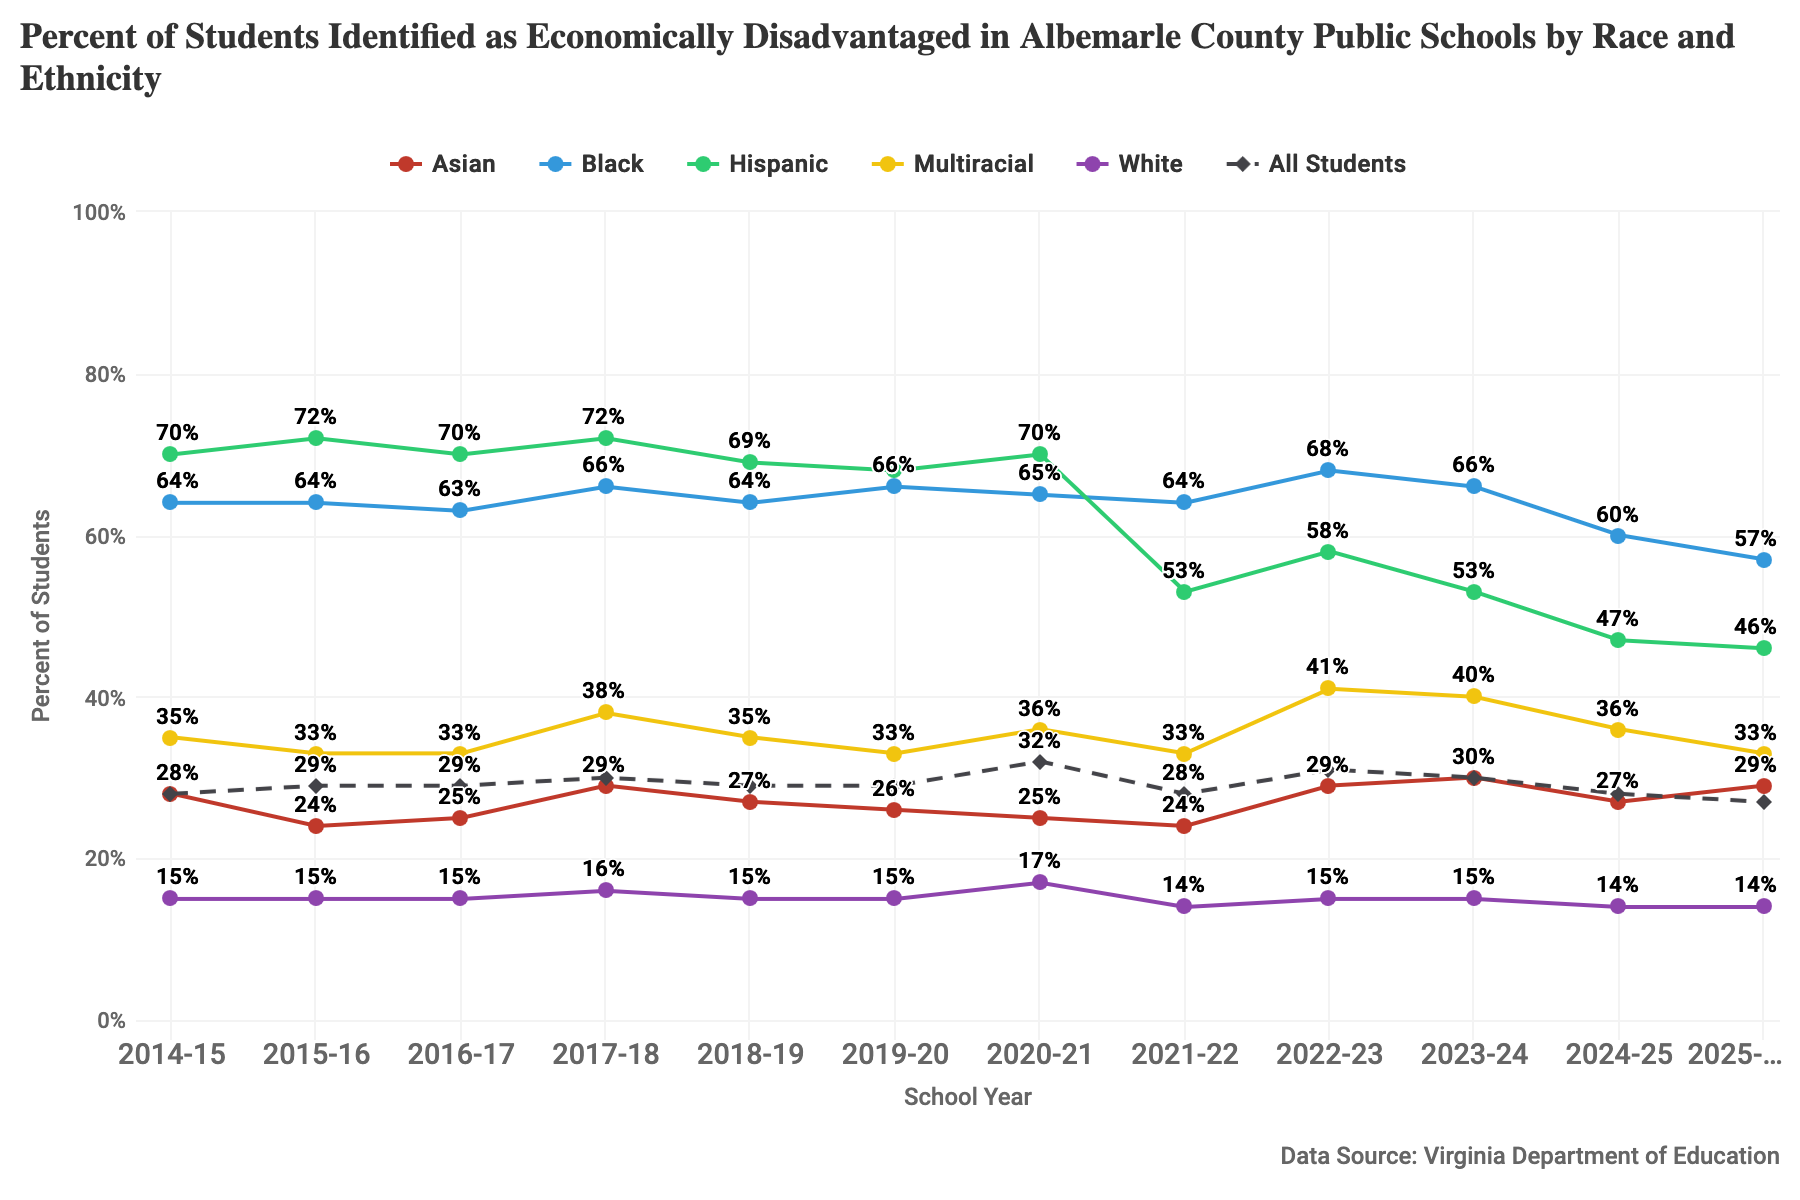 Percent of Students Identified as Economically Disadvantaged in Albemarle County Public Schools by Race and
Ethnicity
Asian Black Hispanic Multiracial White All Students
100%
80%
60%
40%
20%
0%
Percent of Students
70% 72% 70% 72% 69% 70% 53% 58% 53% 47% 46%
64% 64% 63% 66% 64% 66% 65% 64% 68% 66% 60% 57%
35% 33% 33% 38% 35% 33% 36% 33% 41% 40% 36% 33%
29% 29% 32% 28%
28% 24% 25% 29% 27% 26% 25% 24% 29% 30% 27% 29%
15% 15% 15% 16% 15% 15% 17% 14% 15% 15% 14% 14%
2014-15 2015-16 2016-17 2017-18 2018-19 2019-20 2020-21 2021-22 2022-23 2023-24 2024-25 2025-...
School Year
Data Source: Virginia Department of Education